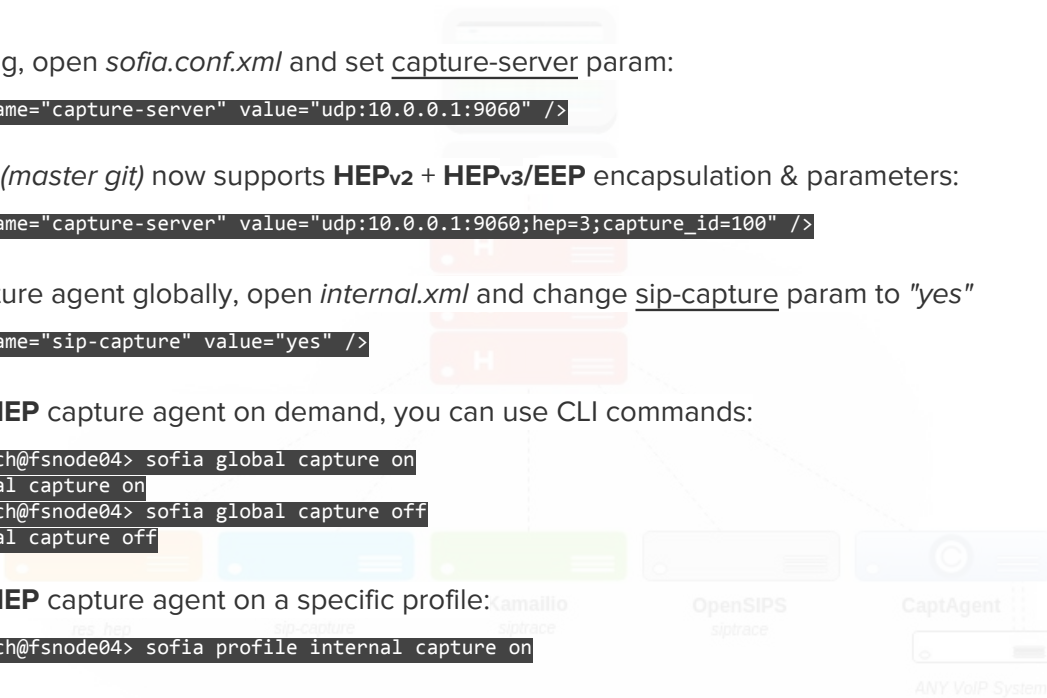 g, open sofia.conf.xml and set capture-server param:
ame="capture-server" value="udp:10.0.0.1:9060" />
(master git) now supports HEPv2 + HEPv3/EEP encapsulation & parameters:
ame="capture-server" value="udp:10.0.0.1:9060;hep=3;capture_id=100" />
H
ture agent globally, open internal.xml and change sip-capture param to "yes"
ame="sip-capture" value="yes" />
H
HEP capture agent on demand, you can use CLI commands:
ch@fsnode04> sofia global capture on
al capture on
ch@fsnode04> sofia global capture off
al capture off
HEP capture agent on a specific profile:
Kamailio OpenSIPS CaptAgent
res_hep sip-capture siptrace siptrace
ch@fsnode04> sofia profile internal capture on
ANY VoIP System